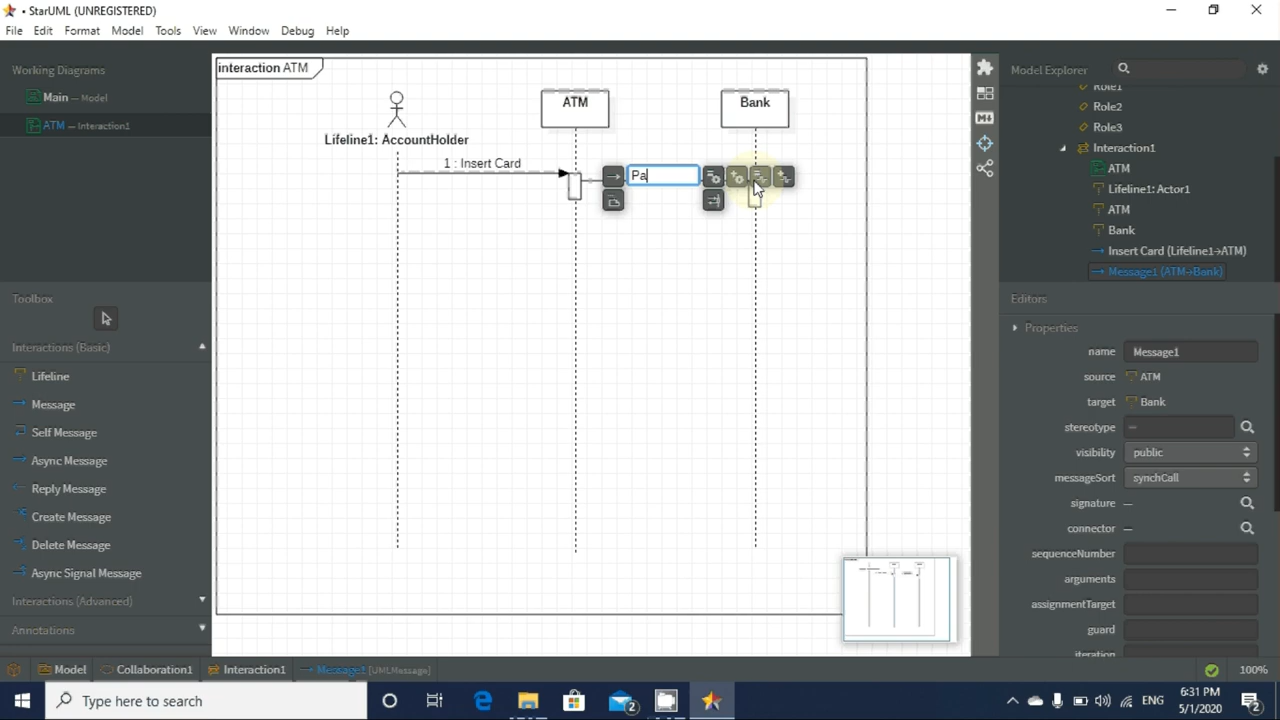 • StarUML (UNREGISTERED)
File Edit Format Model Tools View Window Debug Help
Working Diagrams
Main — Model
ATM — Interaction1
Toolbox
Interactions (Basic)
Lifeline
Message
Self Message
Async Message
Reply Message
Create Message
Delete Message
Async Signal Message
Interactions (Advanced)
Annotations
interaction ATM
ATM
Bank
Lifeline1: AccountHolder
1 : Insert Card
Pa
Model Explorer
Role1
Role2
Role3
Interaction1
ATM
Lifeline1: Actor1
ATM
Bank
Insert Card (Lifeline1→ATM)
Message1 (ATM→Bank)
Editors
Properties
name Message1
source ATM
target Bank
stereotype —
visibility public
messageSort synchCall
signature —
connector —
sequenceNumber
arguments
assignmentTarget
guard
iteration
Model Collaboration1 Interaction1 Message1 [UMLMessage]
100%
Type here to search
2
ENG
6:31 PM
5/1/2020
2